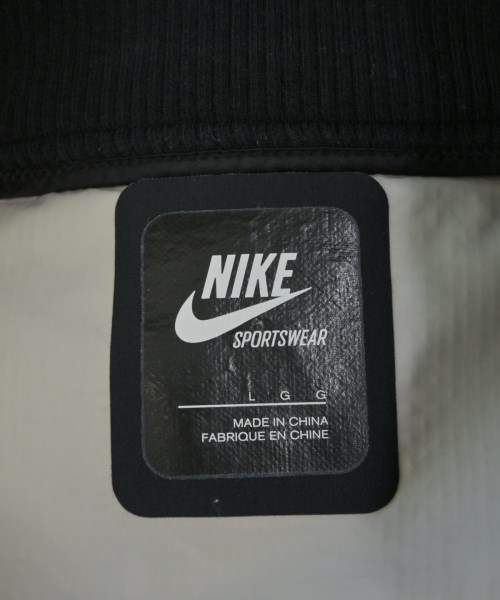 NIKE
SPORTSWEAR
L G G
MADE IN CHINA
FABRIQUE EN CHINE